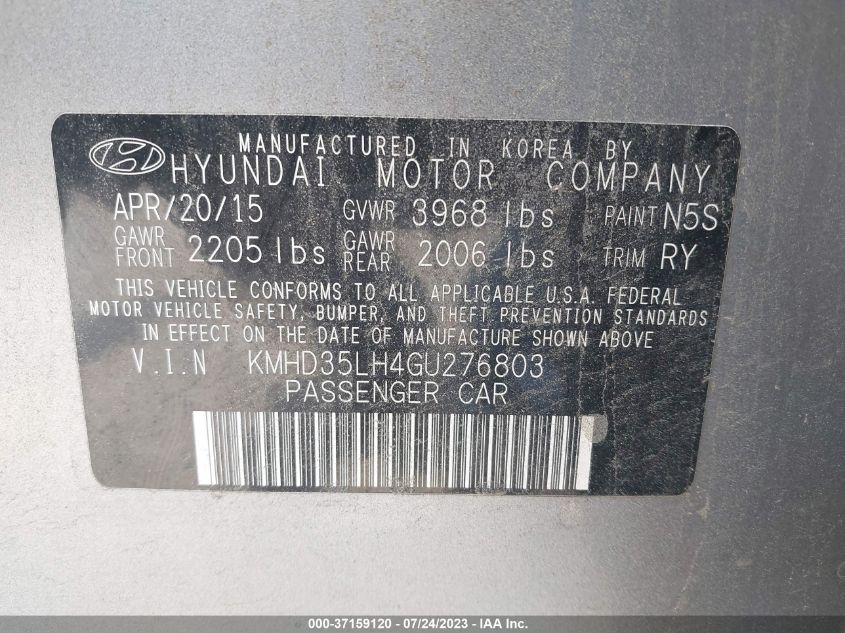 MANUFACTURED IN KOREA BY
HYUNDAI MOTOR COMPANY
APR/20/15 GVWR 3968 lbs PAINT N5S
GAWR FRONT 2205 lbs GAWR REAR 2006 lbs TRIM RY
THIS VEHICLE CONFORMS TO ALL APPLICABLE U.S.A. FEDERAL
MOTOR VEHICLE SAFETY, BUMPER, AND THEFT PREVENTION STANDARDS
IN EFFECT ON THE DATE OF MANUFACTURE SHOWN ABOVE
V.I.N KMHD35LH4GU276803
PASSENGER CAR
000-37159120 - 07/24/2023 - IAA Inc.